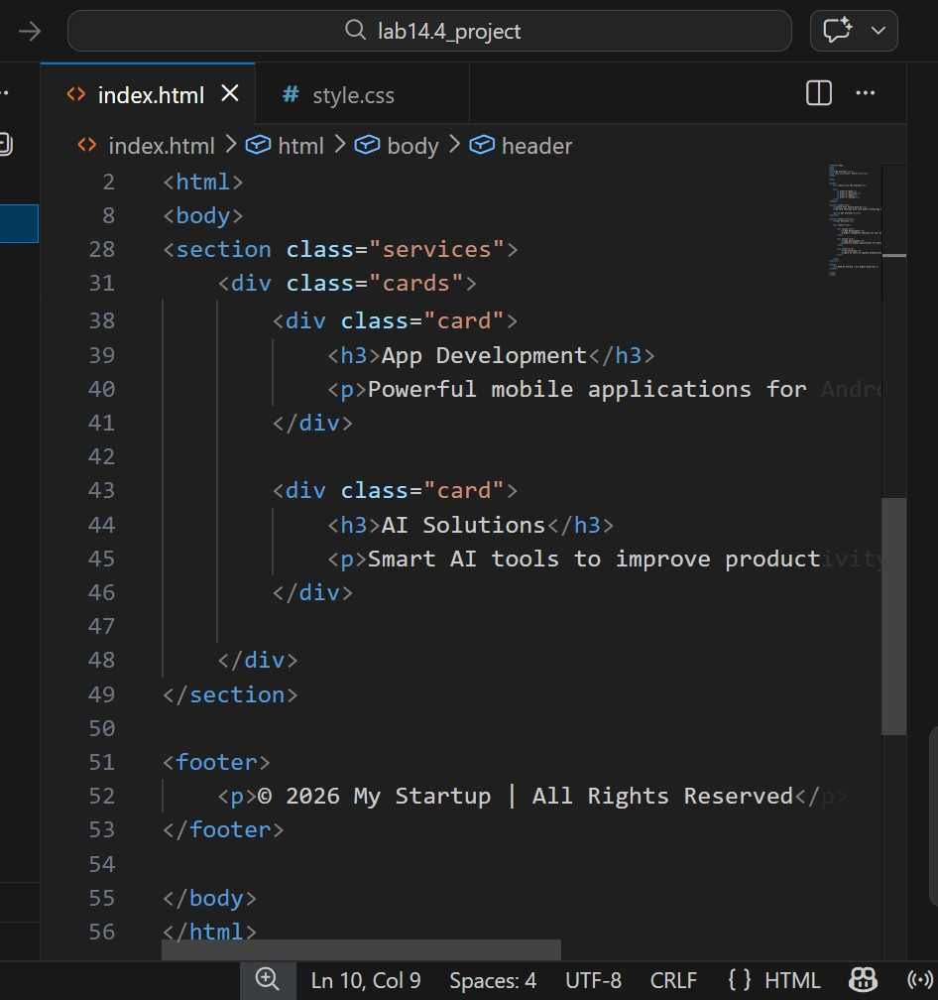 lab14.4_project
index.html
# style.css
index.html > html > body > header
2 <html>
8 <body>
28 <section class="services">
31 <div class="cards">
38 <div class="card">
39 <h3>App Development</h3>
40 <p>Powerful mobile applications for Andro
41 </div>
42
43 <div class="card">
44 <h3>AI Solutions</h3>
45 <p>Smart AI tools to improve productivity
46 </div>
47
48 </div>
49 </section>
50
51 <footer>
52 <p>© 2026 My Startup | All Rights Reserved</p>
53 </footer>
54
55 </body>
56 </html>
Ln 10, Col 9 Spaces: 4 UTF-8 CRLF { } HTML